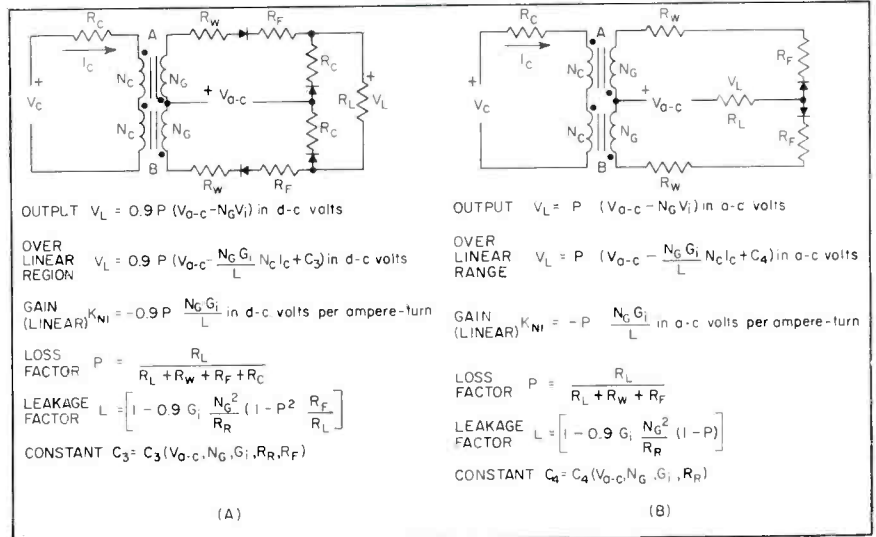 R_C
I_C
V_C
+
N_C
N_C
A
B
N_G
N_G
R_W
R_F
R_C
+ V_a-c
R_C
R_L
+
V_L
R_W
R_F
OUTPUT V_L = 0.9 P (V_a-c - N_G V_i) in d-c volts
OVER
LINEAR
REGION
V_L = 0.9 P (V_a-c - N_G G_i / L N_C I_C + C_3) in d-c volts
GAIN
(LINEAR)
K_NI = -0.9 P N_G G_i / L in d-c volts per ampere-turn
LOSS
FACTOR
P = R_L / R_L + R_W + R_F + R_C
LEAKAGE
FACTOR
L = [1 - 0.9 G_i N_G² / R_R (1 - P² R_F / R_L]
CONSTANT C_3 = C_3 (V_a-c, N_G, G_i, R_R, R_F)
(A)
R_C
I_C
+
V_C
N_C
N_C
A
B
N_G
N_G
R_W
R_F
+
V_a-c
V_L
R_L
R_F
R_W
OUTPUT V_L = P (V_a-c - N_G V_i) in a-c volts
OVER
LINEAR
RANGE
V_L = P (V_a-c - N_G G_i / L N_C I_C + C_4) in a-c volts
GAIN
(LINEAR)
K_NI = -P N_G G_i / L in a-c volts per ampere-turn
LOSS
FACTOR
P = R_L / R_L + R_W + R_F
LEAKAGE
FACTOR
L = [1 - 0.9 G_i N_G² / R_R (1 - P)]
CONSTANT C_4 = C_4 (V_a-c, N_G, G_i, R_R)
(B)